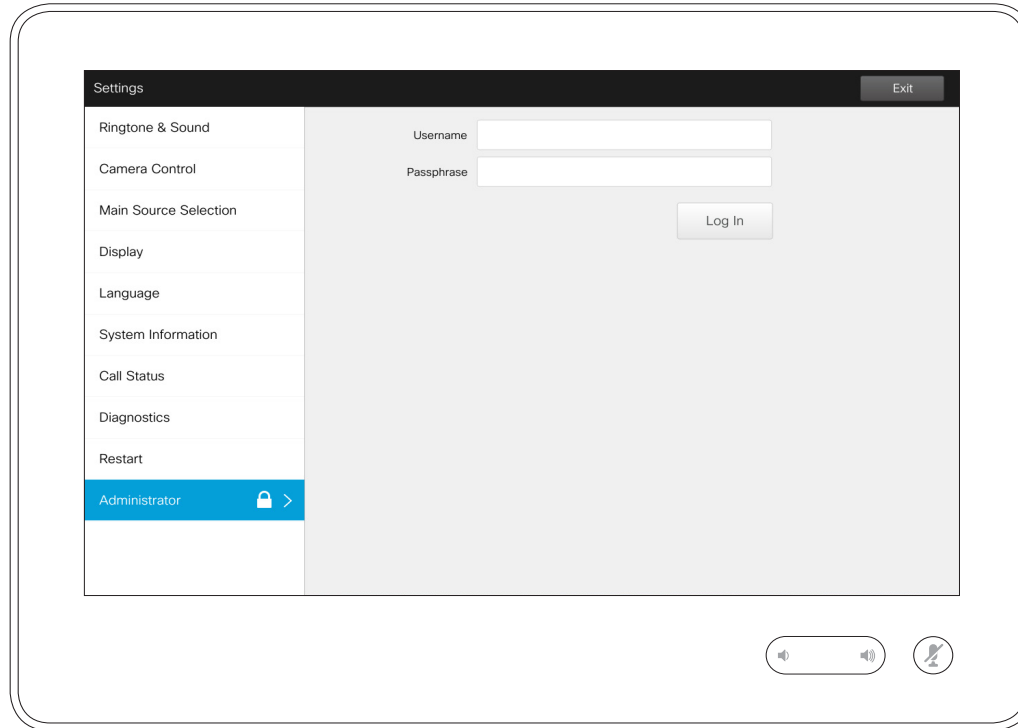 Settings
Exit
Ringtone & Sound
Camera Control
Main Source Selection
Display
Language
System Information
Call Status
Diagnostics
Restart
Administrator
Username
Passphrase
Log In